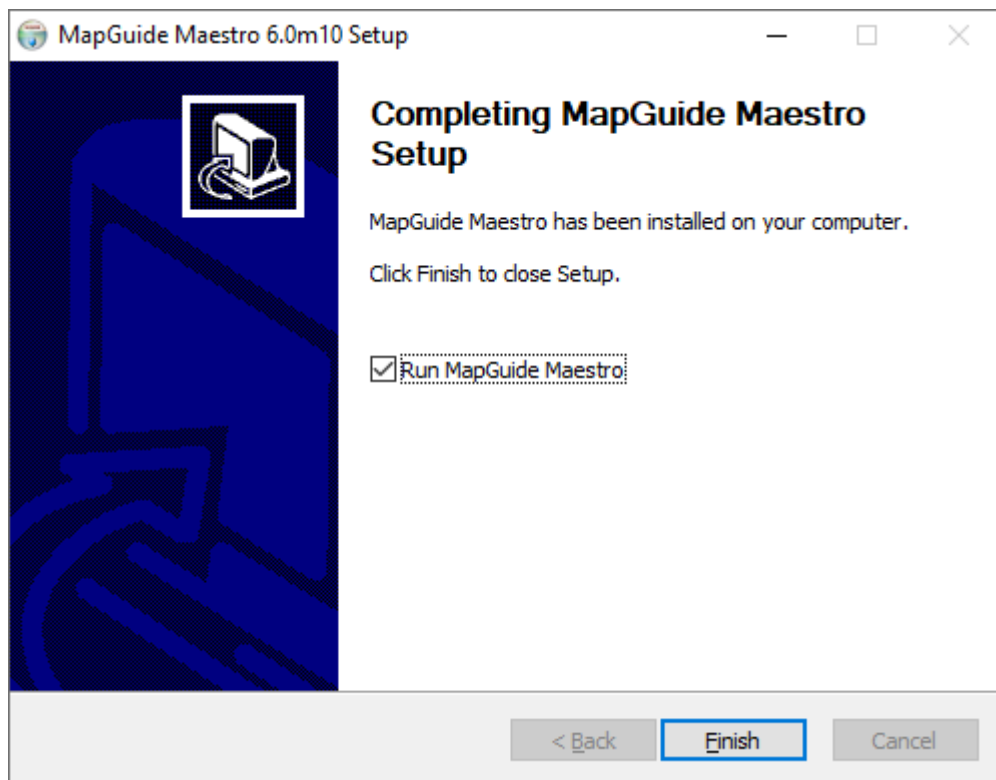 MapGuide Maestro 6.0m10 Setup
Completing MapGuide Maestro
Setup
MapGuide Maestro has been installed on your computer.
Click Finish to close Setup.
Run MapGuide Maestro
< Back Finish Cancel